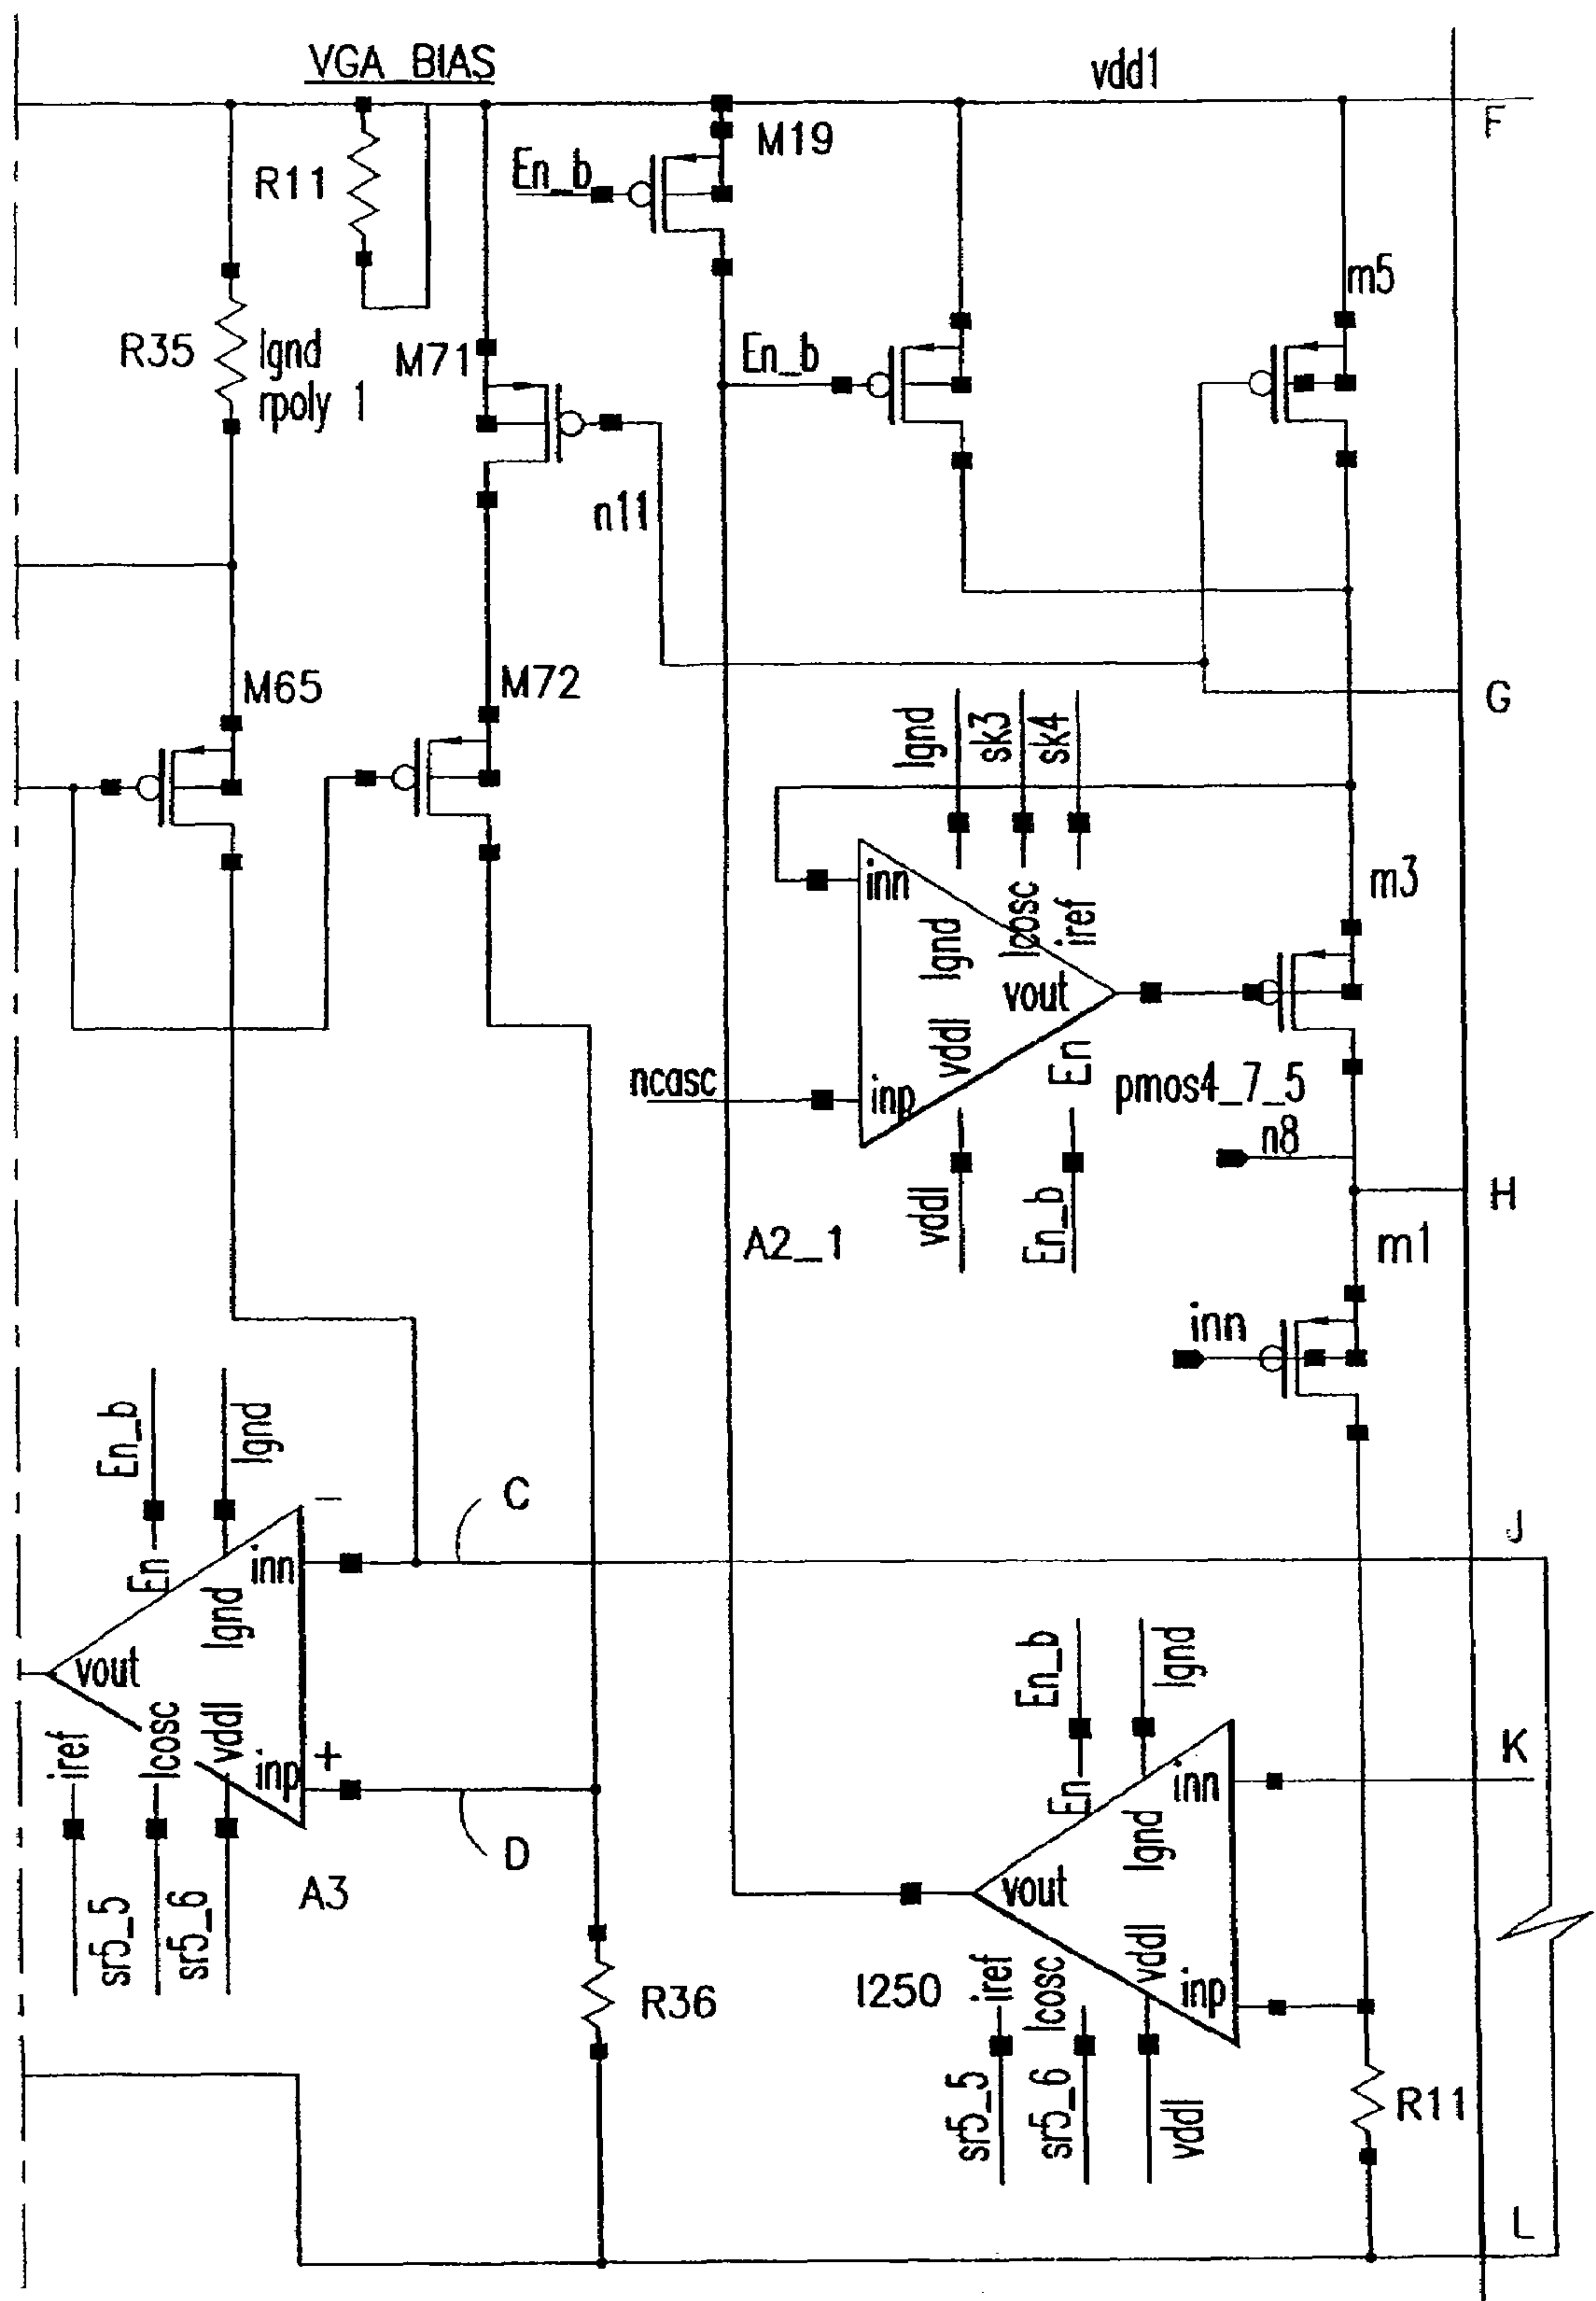 VGA_BIAS
vdd1
F
M19
En_b
R11
m5
R35
lgnd
rpoly 1
M71
En_b
n11
M65
M72
G
lgnd
sk3
sk4
inn
lgnd
lcosc
iref
m3
vout
vddl
En
ncasc
inp
pmos4_7_5
n8
vddl
En_b
A2_1
H
m1
inn
En_b
lgnd
−
C
J
En
inn
lgnd
En_b
lgnd
vout
K
iref
lcosc
vddl
inp
+
En
inn
lgnd
D
A3
sr5_5
sr5_6
vout
vddl
I250
iref
lcosc
inp
R36
sr5_5
sr5_6
vddl
R11
L